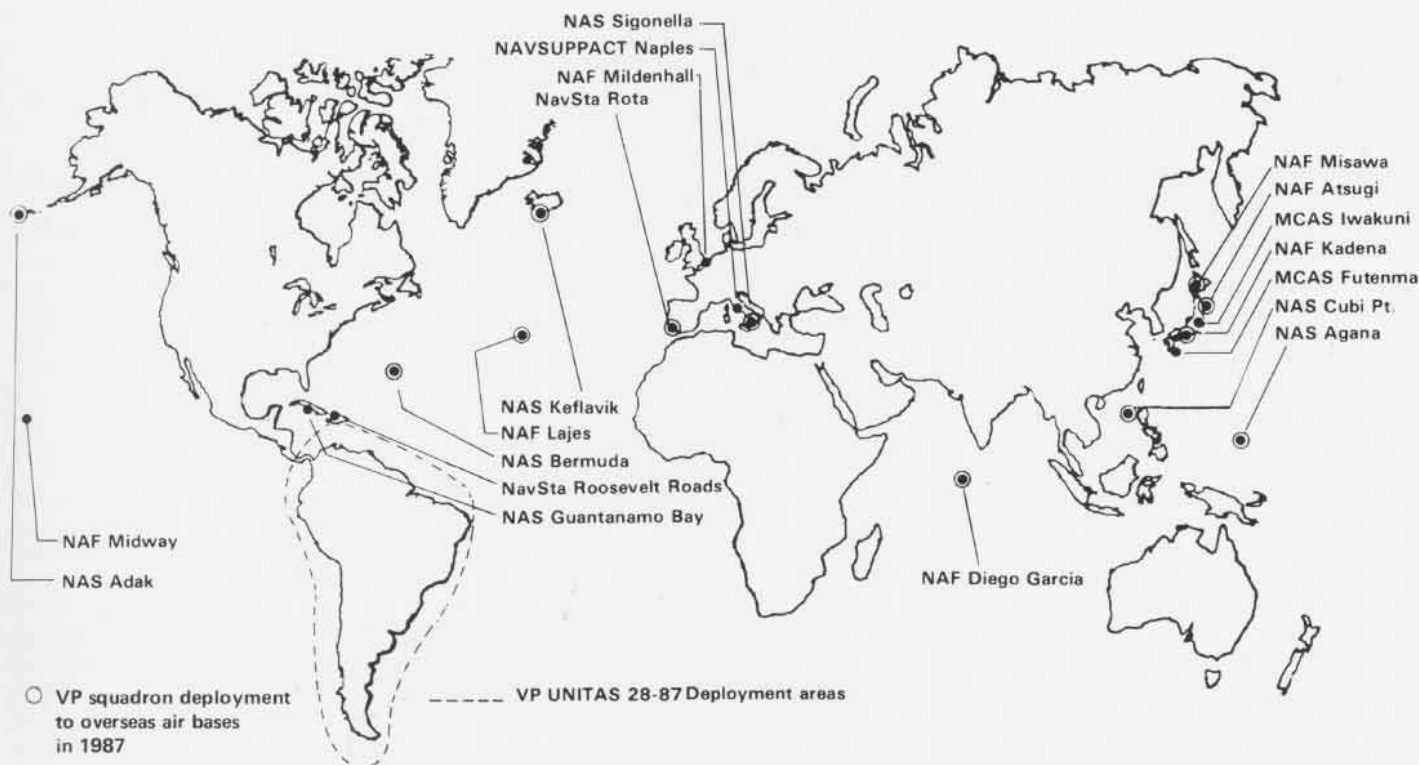 NAS Sigonella
NAVSUPPACT Naples
NAF Mildenhall
NavSta Rota
NAF Misawa
NAF Atsugi
MCAS Iwakuni
NAF Kadena
MCAS Futenma
NAS Cubi Pt.
NAS Agana
NAS Keflavik
NAF Lajes
NAS Bermuda
NavSta Roosevelt Roads
NAS Guantanamo Bay
NAF Midway
NAS Adak
NAF Diego Garcia
VP squadron deployment
to overseas air bases
in 1987
VP UNITAS 28-87 Deployment areas